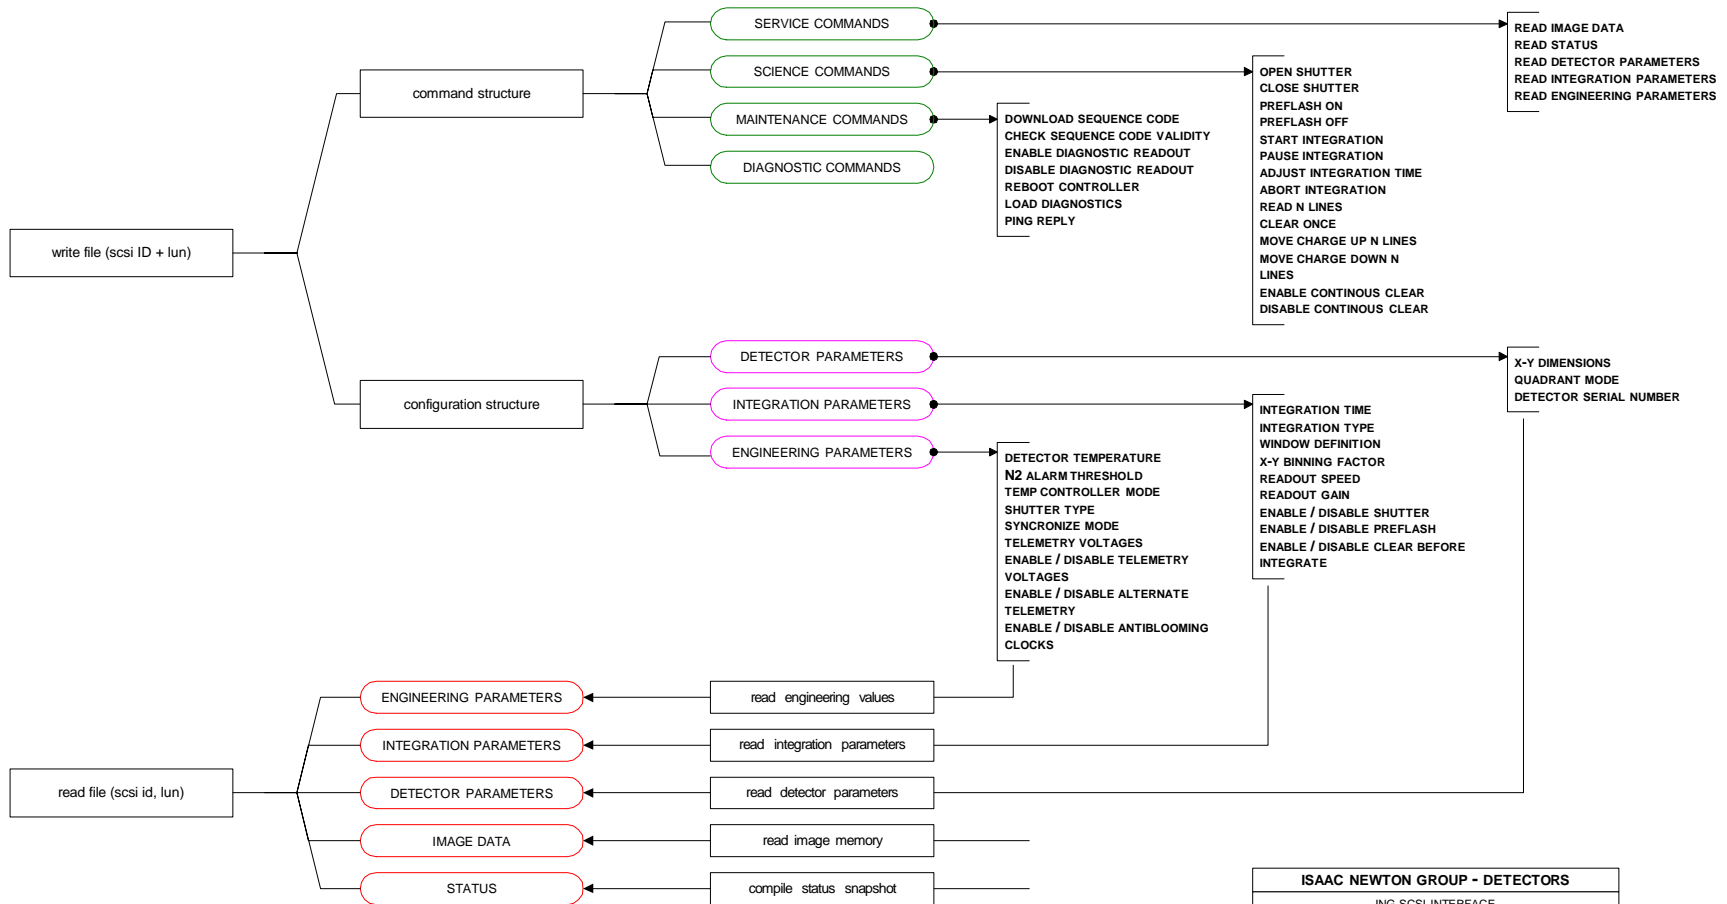 SERVICE COMMANDS
SCIENCE COMMANDS
MAINTENANCE COMMANDS
DIAGNOSTIC COMMANDS
command structure
write file (scsi ID + lun)
READ IMAGE DATA
READ STATUS
READ DETECTOR PARAMETERS
READ INTEGRATION PARAMETERS
READ ENGINEERING PARAMETERS
OPEN SHUTTER
CLOSE SHUTTER
PREFLASH ON
PREFLASH OFF
START INTEGRATION
PAUSE INTEGRATION
ADJUST INTEGRATION TIME
ABORT INTEGRATION
READ N LINES
CLEAR ONCE
MOVE CHARGE UP N LINES
MOVE CHARGE DOWN N
LINES
ENABLE CONTINOUS CLEAR
DISABLE CONTINOUS CLEAR
DOWNLOAD SEQUENCE CODE
CHECK SEQUENCE CODE VALIDITY
ENABLE DIAGNOSTIC READOUT
DISABLE DIAGNOSTIC READOUT
REBOOT CONTROLLER
LOAD DIAGNOSTICS
PING REPLY
configuration structure
DETECTOR PARAMETERS
INTEGRATION PARAMETERS
ENGINEERING PARAMETERS
X-Y DIMENSIONS
QUADRANT MODE
DETECTOR SERIAL NUMBER
INTEGRATION TIME
INTEGRATION TYPE
WINDOW DEFINITION
X-Y BINNING FACTOR
READOUT SPEED
READOUT GAIN
ENABLE / DISABLE SHUTTER
ENABLE / DISABLE PREFLASH
ENABLE / DISABLE CLEAR BEFORE
INTEGRATE
DETECTOR TEMPERATURE
N2 ALARM THRESHOLD
TEMP CONTROLLER MODE
SHUTTER TYPE
SYNCRONIZE MODE
TELEMETRY VOLTAGES
ENABLE / DISABLE TELEMETRY
VOLTAGES
ENABLE / DISABLE ALTERNATE
TELEMETRY
ENABLE / DISABLE ANTIBLOOMING
CLOCKS
read file (scsi id, lun)
ENGINEERING PARAMETERS
read engineering values
INTEGRATION PARAMETERS
read integration parameters
DETECTOR PARAMETERS
read detector parameters
IMAGE DATA
read image memory
STATUS
compile status snapshot
ISAAC NEWTON GROUP - DETECTORS
ING SCSI INTERFACE